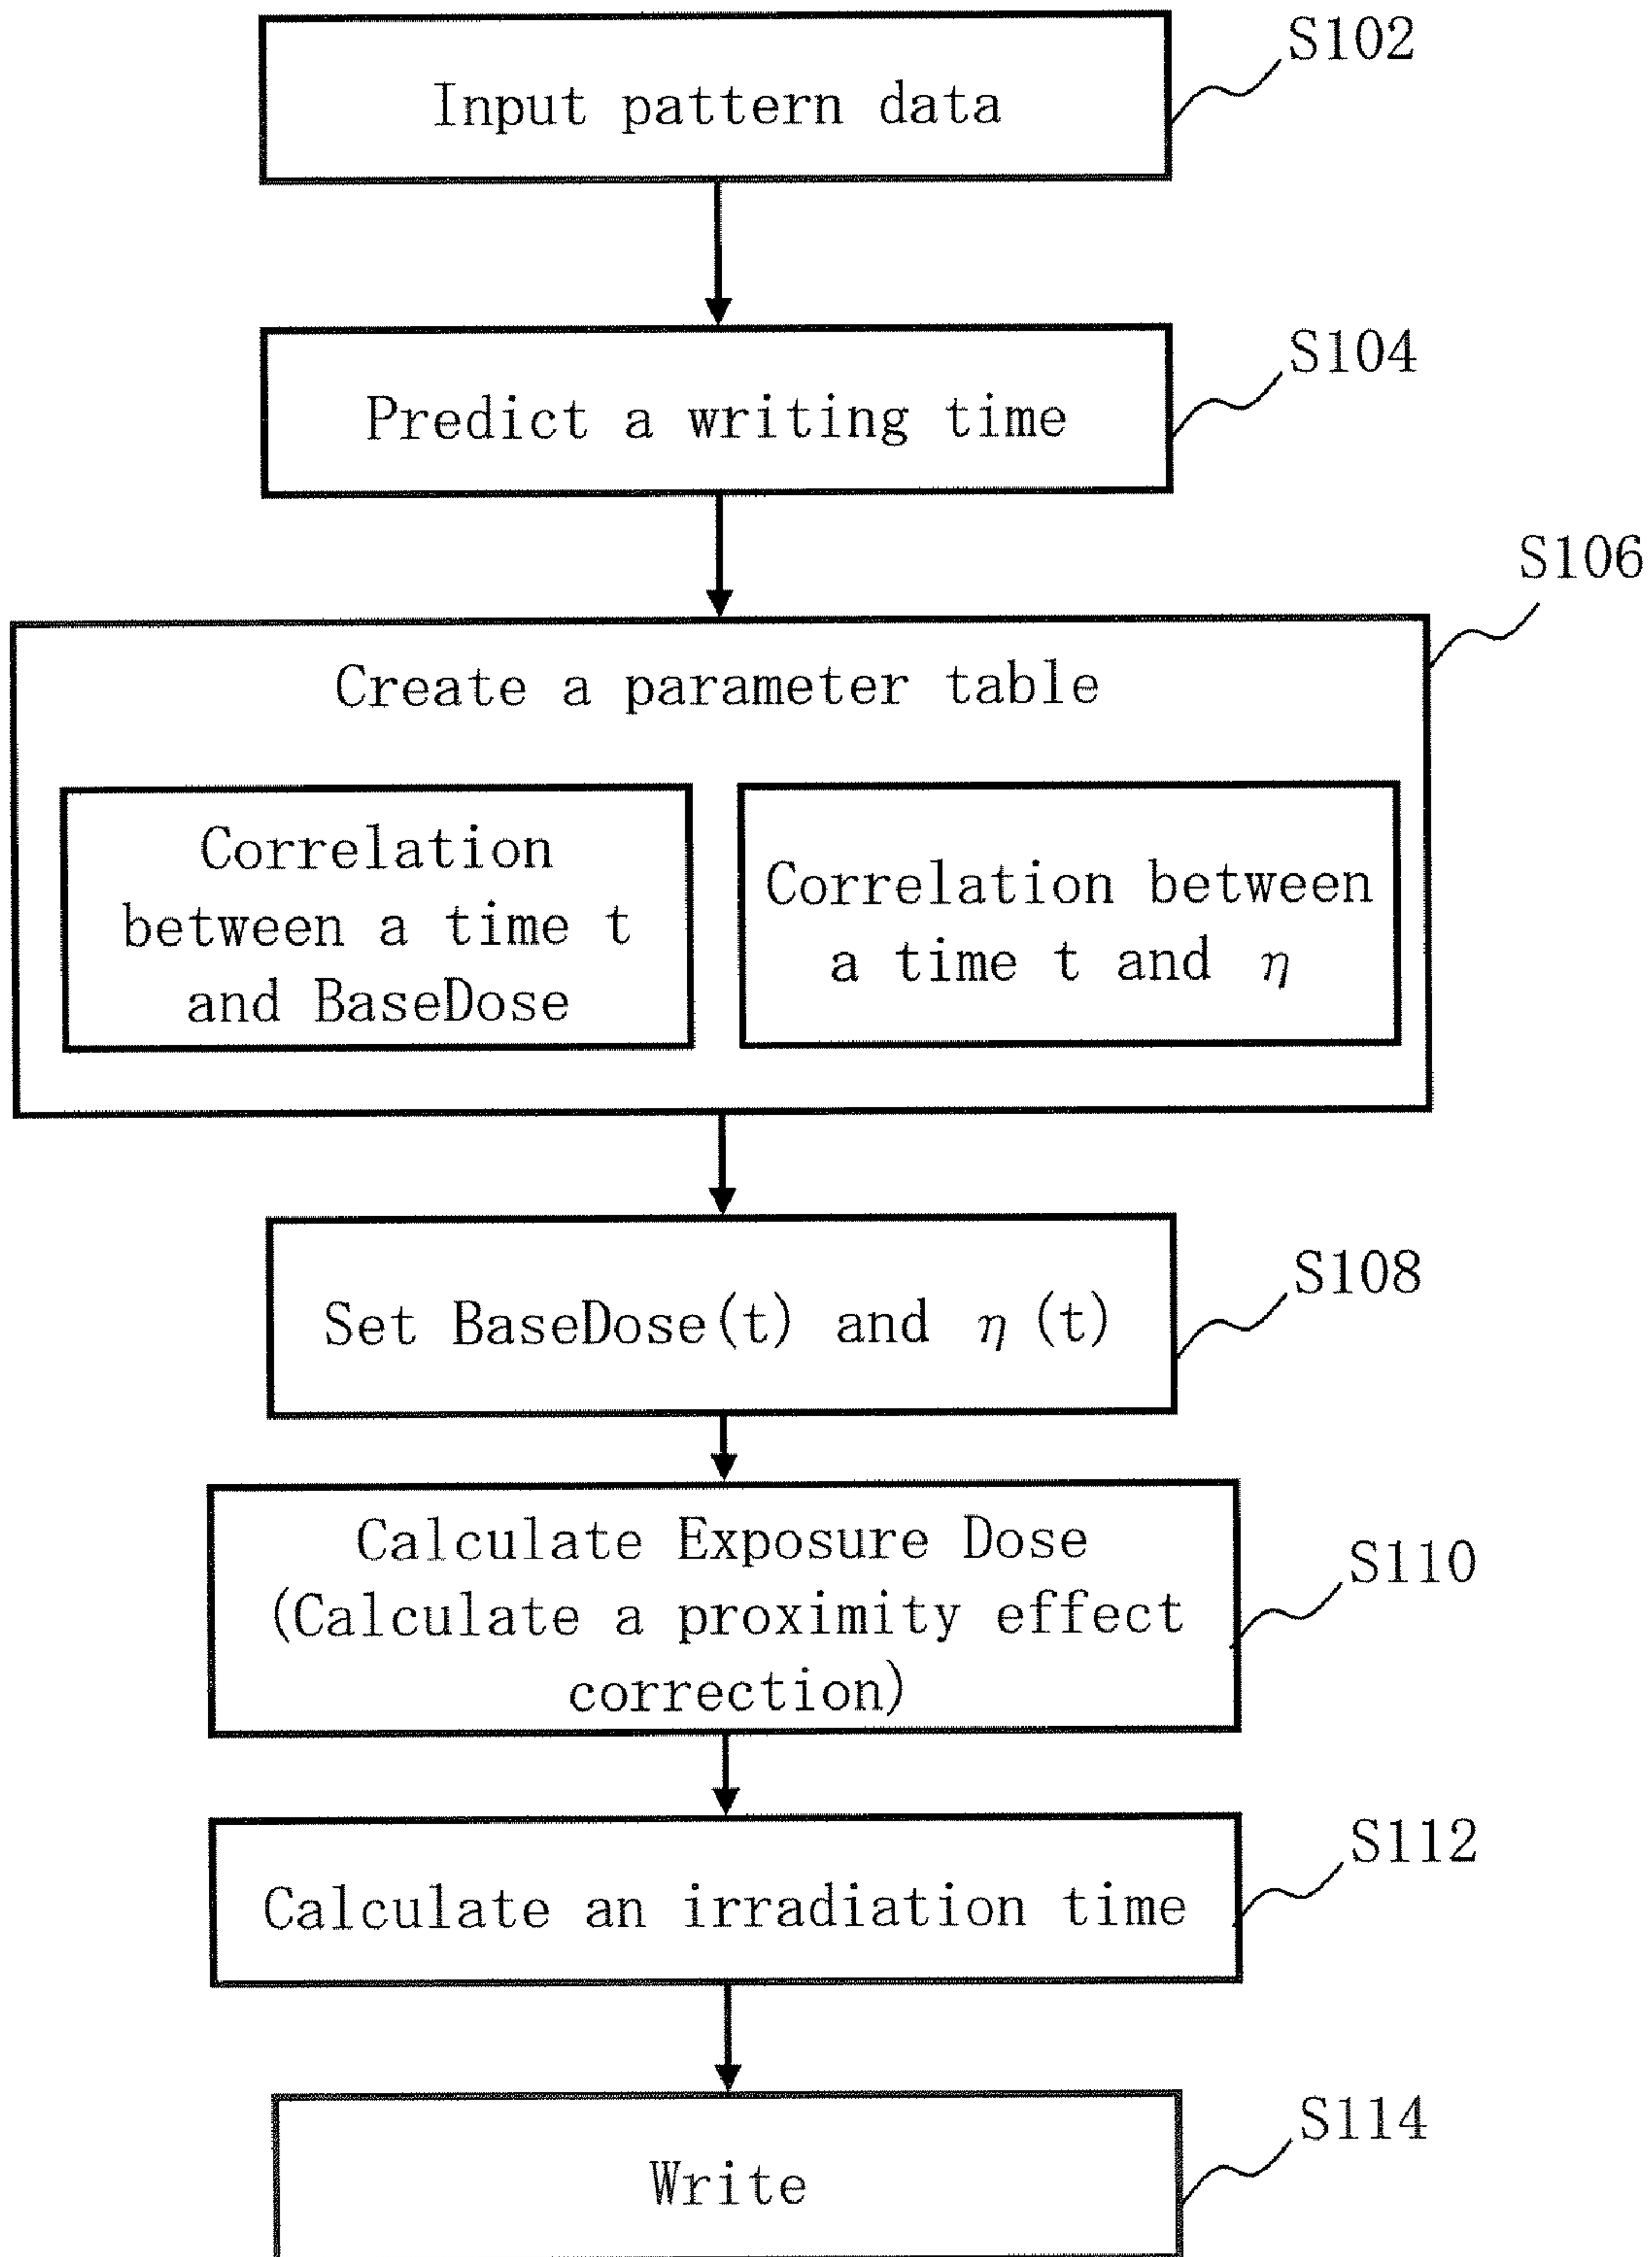 S102
Input pattern data
S104
Predict a writing time
S106
Create a parameter table
Correlation
between a time t
and BaseDose
Correlation between
a time t and η
S108
Set BaseDose(t) and η(t)
Calculate Exposure Dose
S110
(Calculate a proximity effect
correction)
S112
Calculate an irradiation time
S114
Write